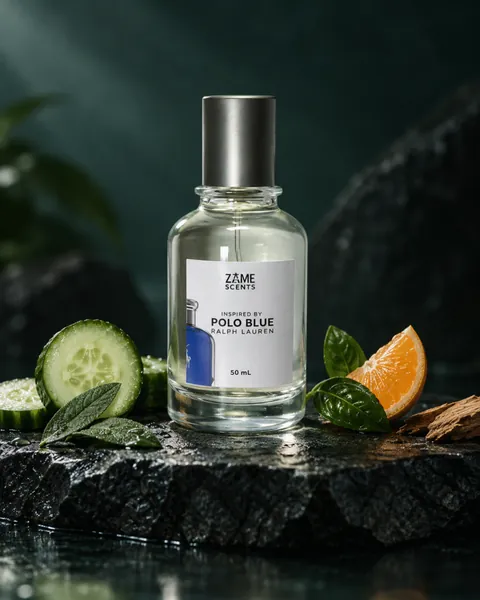 ZAME
SCENTS
INSPIRED BY
POLO BLUE
RALPH LAUREN
50 mL